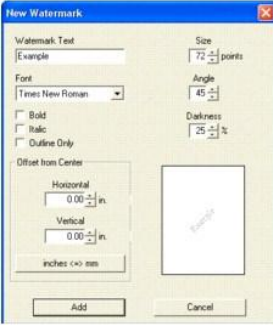 New Watermark
Watermark Text
Example
Size
72 points
Font
Times New Roman
Angle
45
Bold
Italic
Outline Only
Darkness
25 %
Offset from Center
Horizontal
0.00 in.
Vertical
0.00 in.
inches <=> mm
Example
Add
Cancel